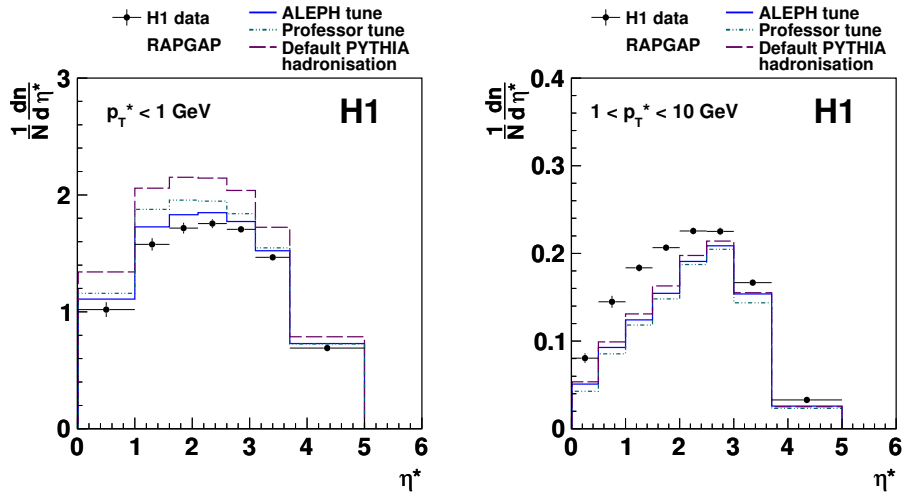 H1 data
RAPGAP
ALEPH tune
Professor tune
Default PYTHIA
hadronisation
1/N dn/d η*
p_T* < 1 GeV
H1
3
2
1
0
0 1 2 3 4 5 6
η*
H1 data
RAPGAP
ALEPH tune
Professor tune
Default PYTHIA
hadronisation
1/N dn/d η*
1 < p_T* < 10 GeV
H1
0.4
0.3
0.2
0.1
0
0 1 2 3 4 5 6
η*